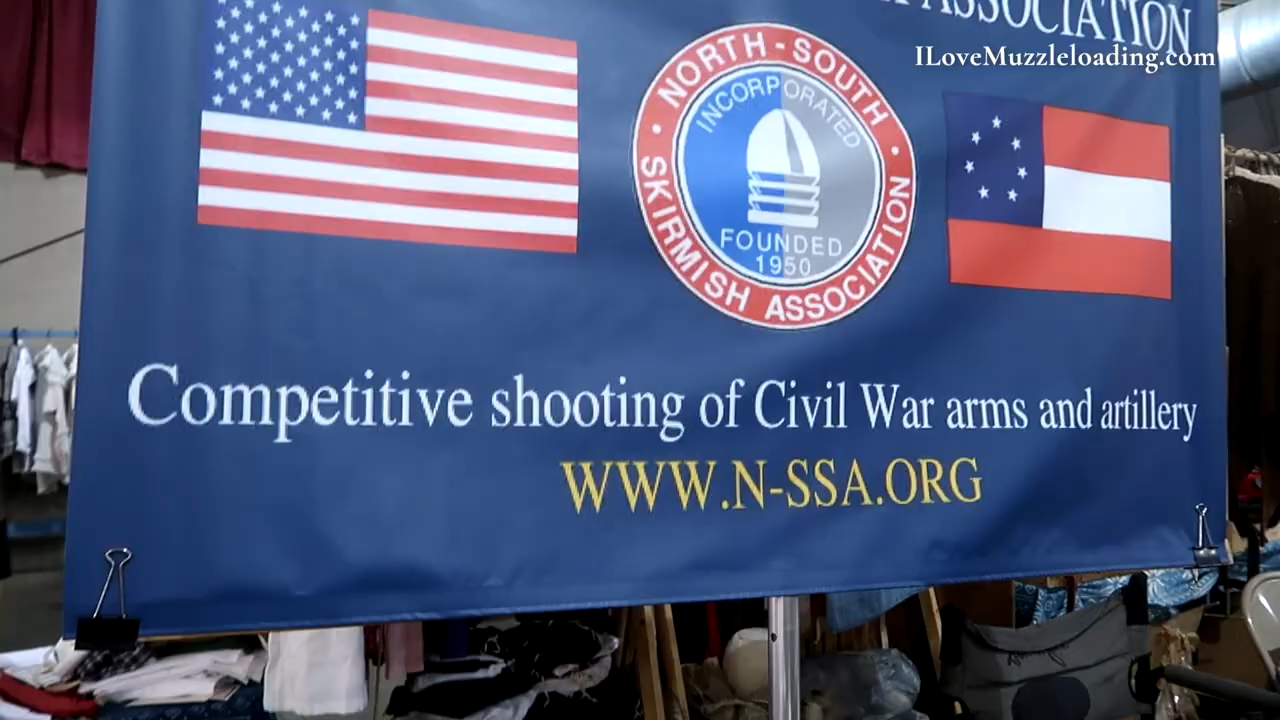 ASSOCIATION
ILoveMuzzleloading.com
NORTH-SOUTH
SKIRMISH ASSOCIATION
INCORPORATED
FOUNDED
1950
Competitive shooting of Civil War arms and artillery
WWW.N-SSA.ORG